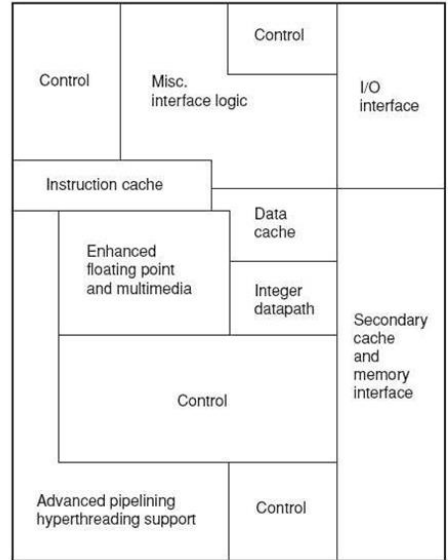 Control
Misc.
interface logic
Control
I/O
interface
Instruction cache
Data
cache
Enhanced
floating point
and multimedia
Integer
datapath
Secondary
cache
and
memory
interface
Control
Advanced pipelining
hyperthreading support
Control